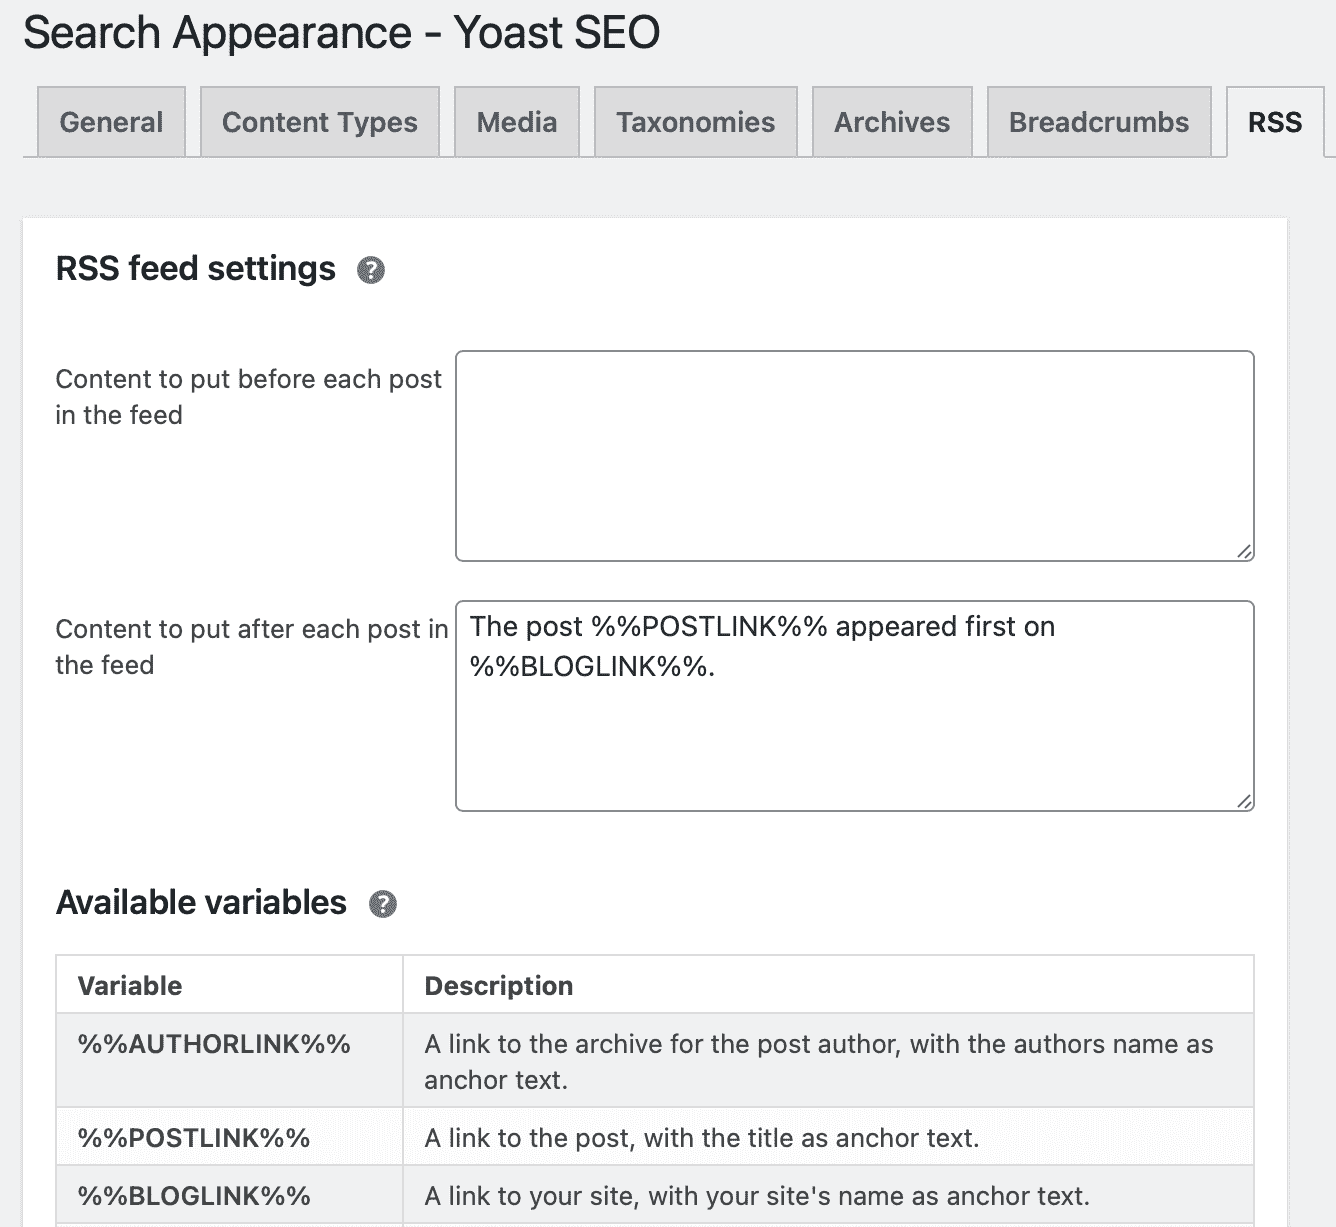 Search Appearance - Yoast SEO
General
Content Types
Media
Taxonomies
Archives
Breadcrumbs
RSS
RSS feed settings ?
Content to put before each post
in the feed
Content to put after each post in
the feed
The post %%POSTLINK%% appeared first on
%%BLOGLINK%%.
Available variables ?
Variable
Description
%%AUTHORLINK%%
A link to the archive for the post author, with the authors name as
anchor text.
%%POSTLINK%%
A link to the post, with the title as anchor text.
%%BLOGLINK%%
A link to your site, with your site's name as anchor text.